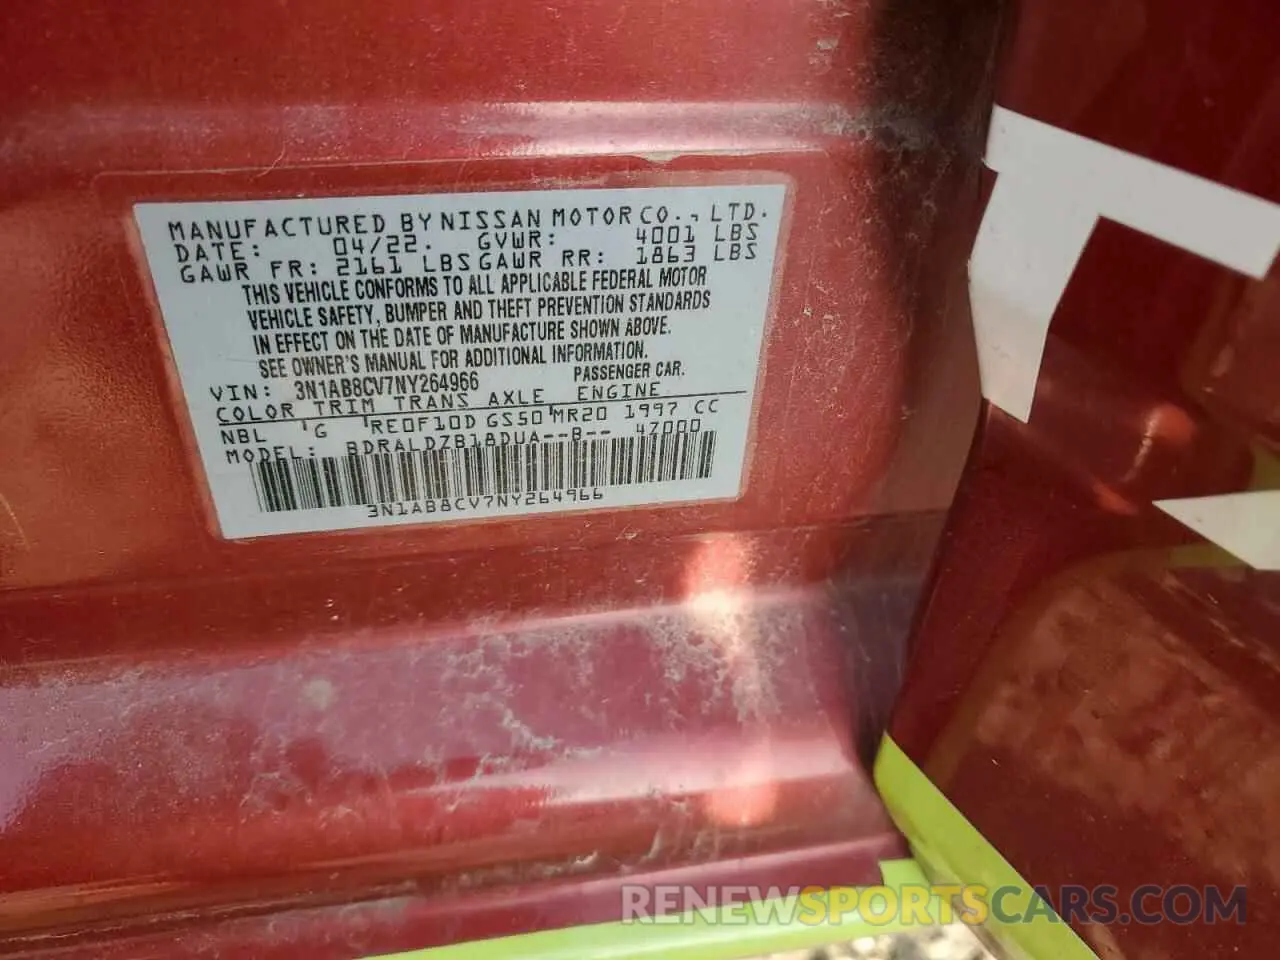 MANUFACTURED BY NISSAN MOTOR CO., LTD.
DATE: 04/22. GVWR: 4001 LBS
GAWR FR: 2161 LBS GAWR RR: 1863 LBS
THIS VEHICLE CONFORMS TO ALL APPLICABLE FEDERAL MOTOR
VEHICLE SAFETY, BUMPER AND THEFT PREVENTION STANDARDS
IN EFFECT ON THE DATE OF MANUFACTURE SHOWN ABOVE.
SEE OWNER'S MANUAL FOR ADDITIONAL INFORMATION.
PASSENGER CAR.
VIN: 3N1AB8CV7NY264966
COLOR TRIM TRANS AXLE ENGINE
NBL G RE0F10D GS50 MR20 1997 CC
MODEL: BDRALDZB18DUA--B-- 47000
3N1AB8CV7NY264966
RENEWSPORTSCARS.COM